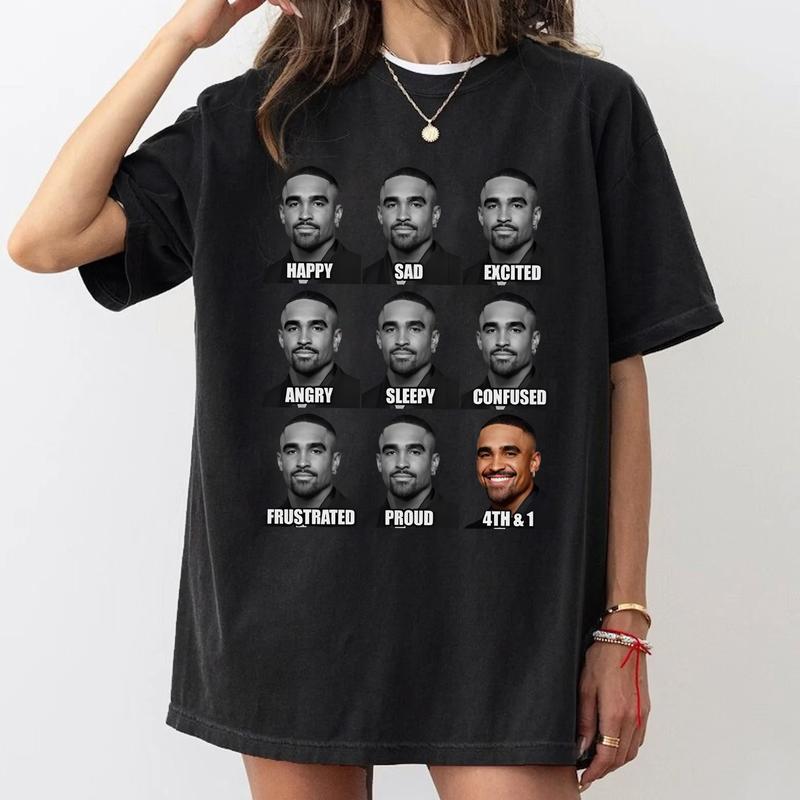 HAPPY SAD EXCITED
ANGRY SLEEPY CONFUSED
FRUSTRATED PROUD 4TH & 1